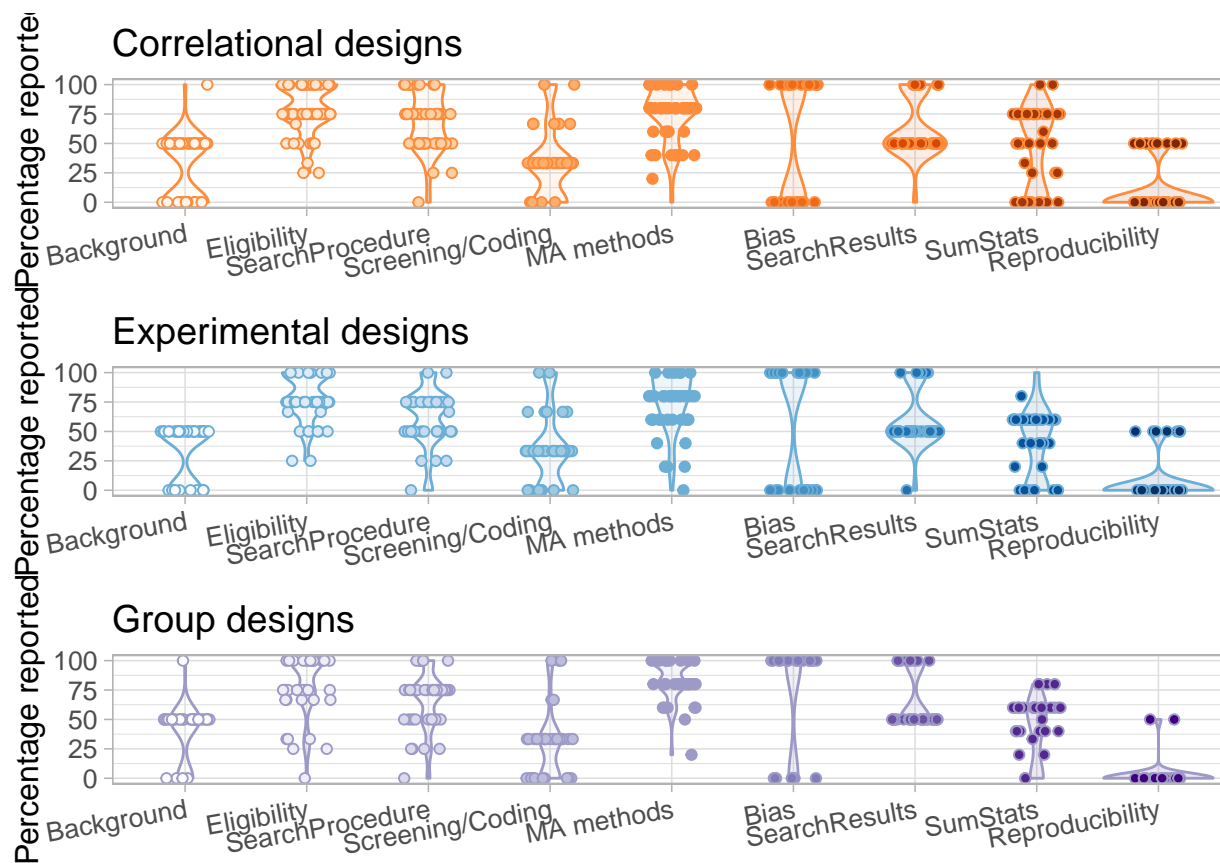 Correlational designs
Percentage reported
100
75
50
25
0
Background
Eligibility
SearchProcedure
Screening/Coding
MA methods
Bias
SearchResults
SumStats
Reproducibility
Experimental designs
Percentage reported
100
75
50
25
0
Background
Eligibility
SearchProcedure
Screening/Coding
MA methods
Bias
SearchResults
SumStats
Reproducibility
Group designs
Percentage reported
100
75
50
25
0
Background
Eligibility
SearchProcedure
Screening/Coding
MA methods
Bias
SearchResults
SumStats
Reproducibility